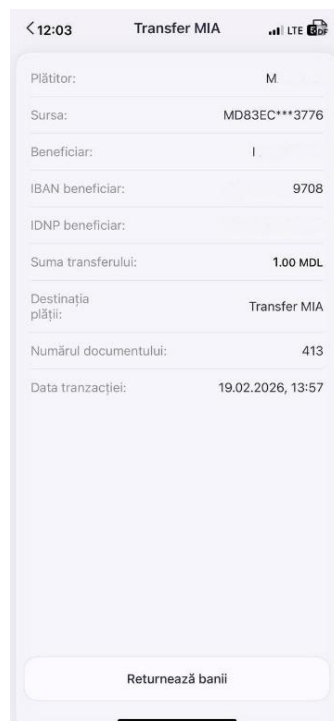 12:03 Transfer MIA LTE
Plătitor: M
Sursa: MD83EC***3776
Beneficiar: I
IBAN beneficiar: 9708
IDNP beneficiar:
Suma transferului: 1.00 MDL
Destinația
plății: Transfer MIA
Numărul documentului: 413
Data tranzacției: 19.02.2026, 13:57
Returnează banii